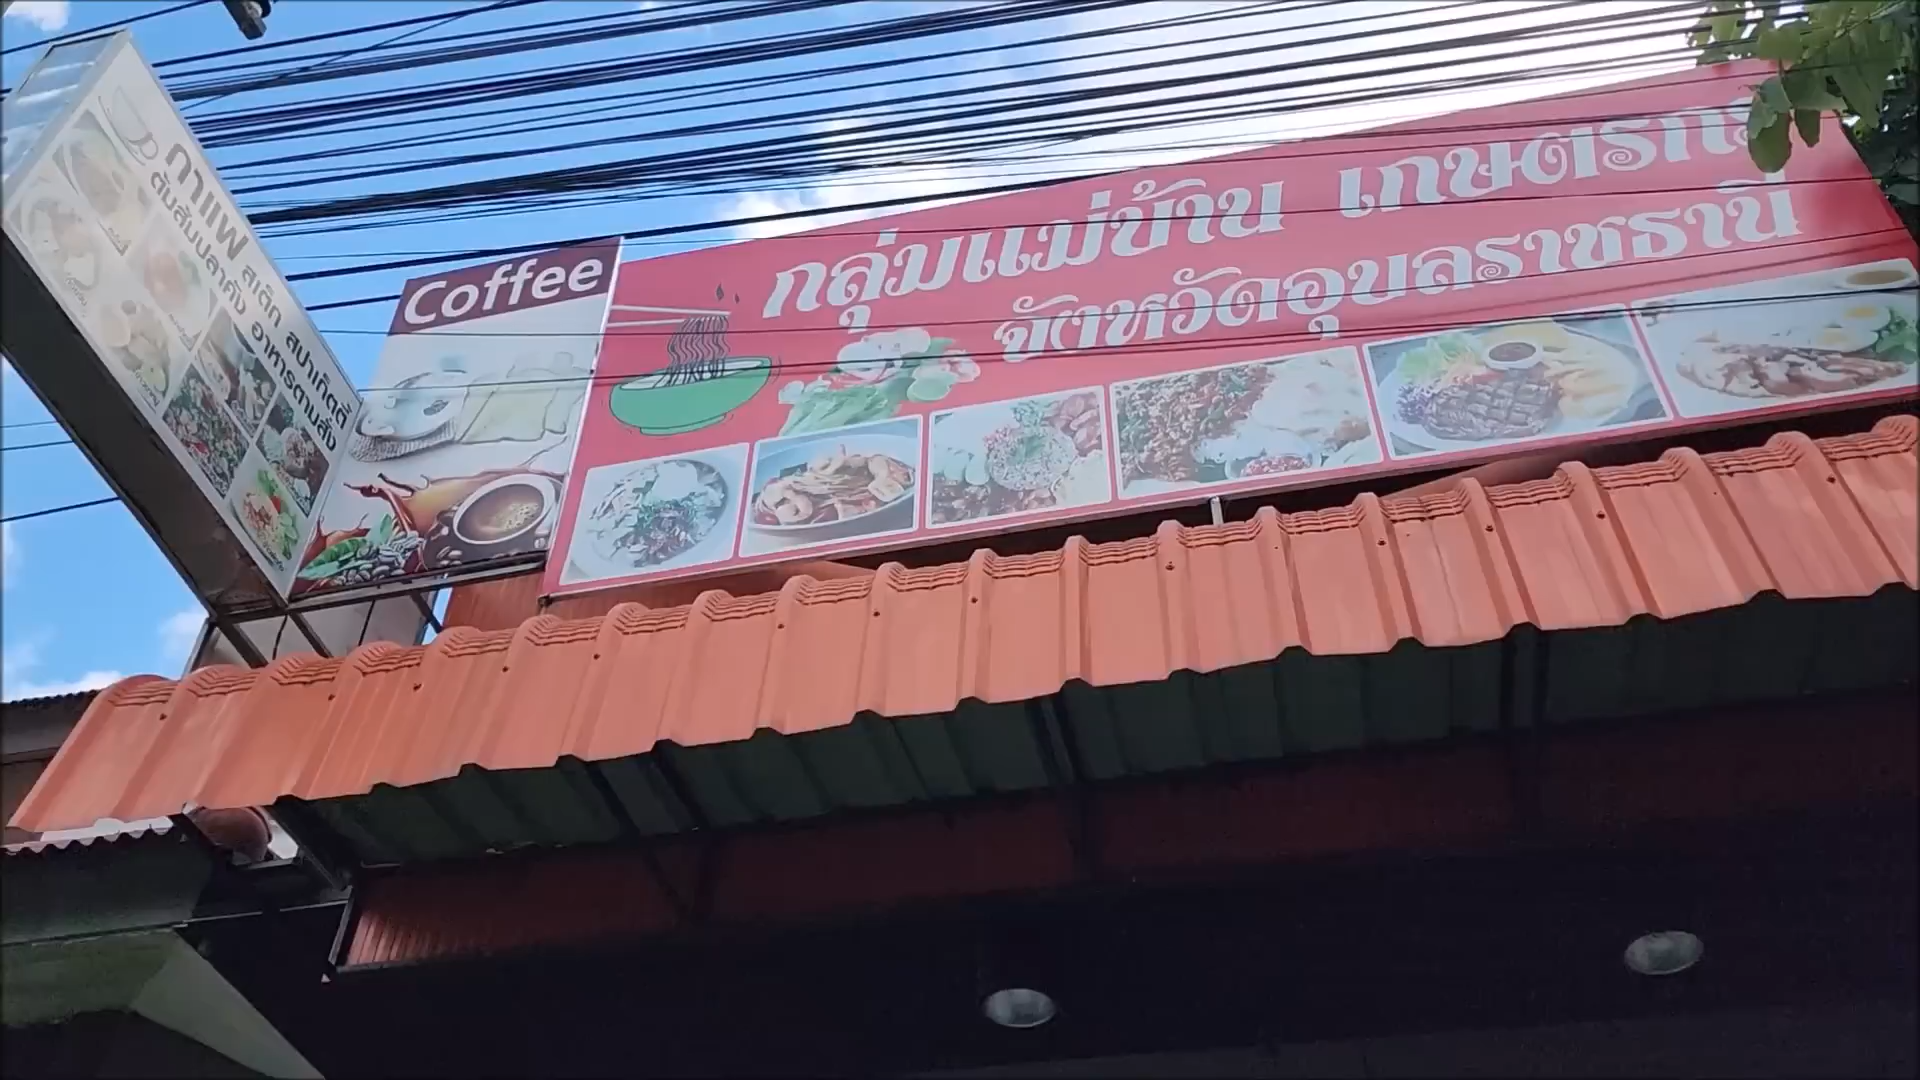 กาแฟ สเต็ก สปาเก็ตตี้
ต้มส้มปลาคัง อาหารตามสั่ง
Coffee
กลุ่มแม่บ้าน เกษตรกร
จังหวัดอุบลราชธานี